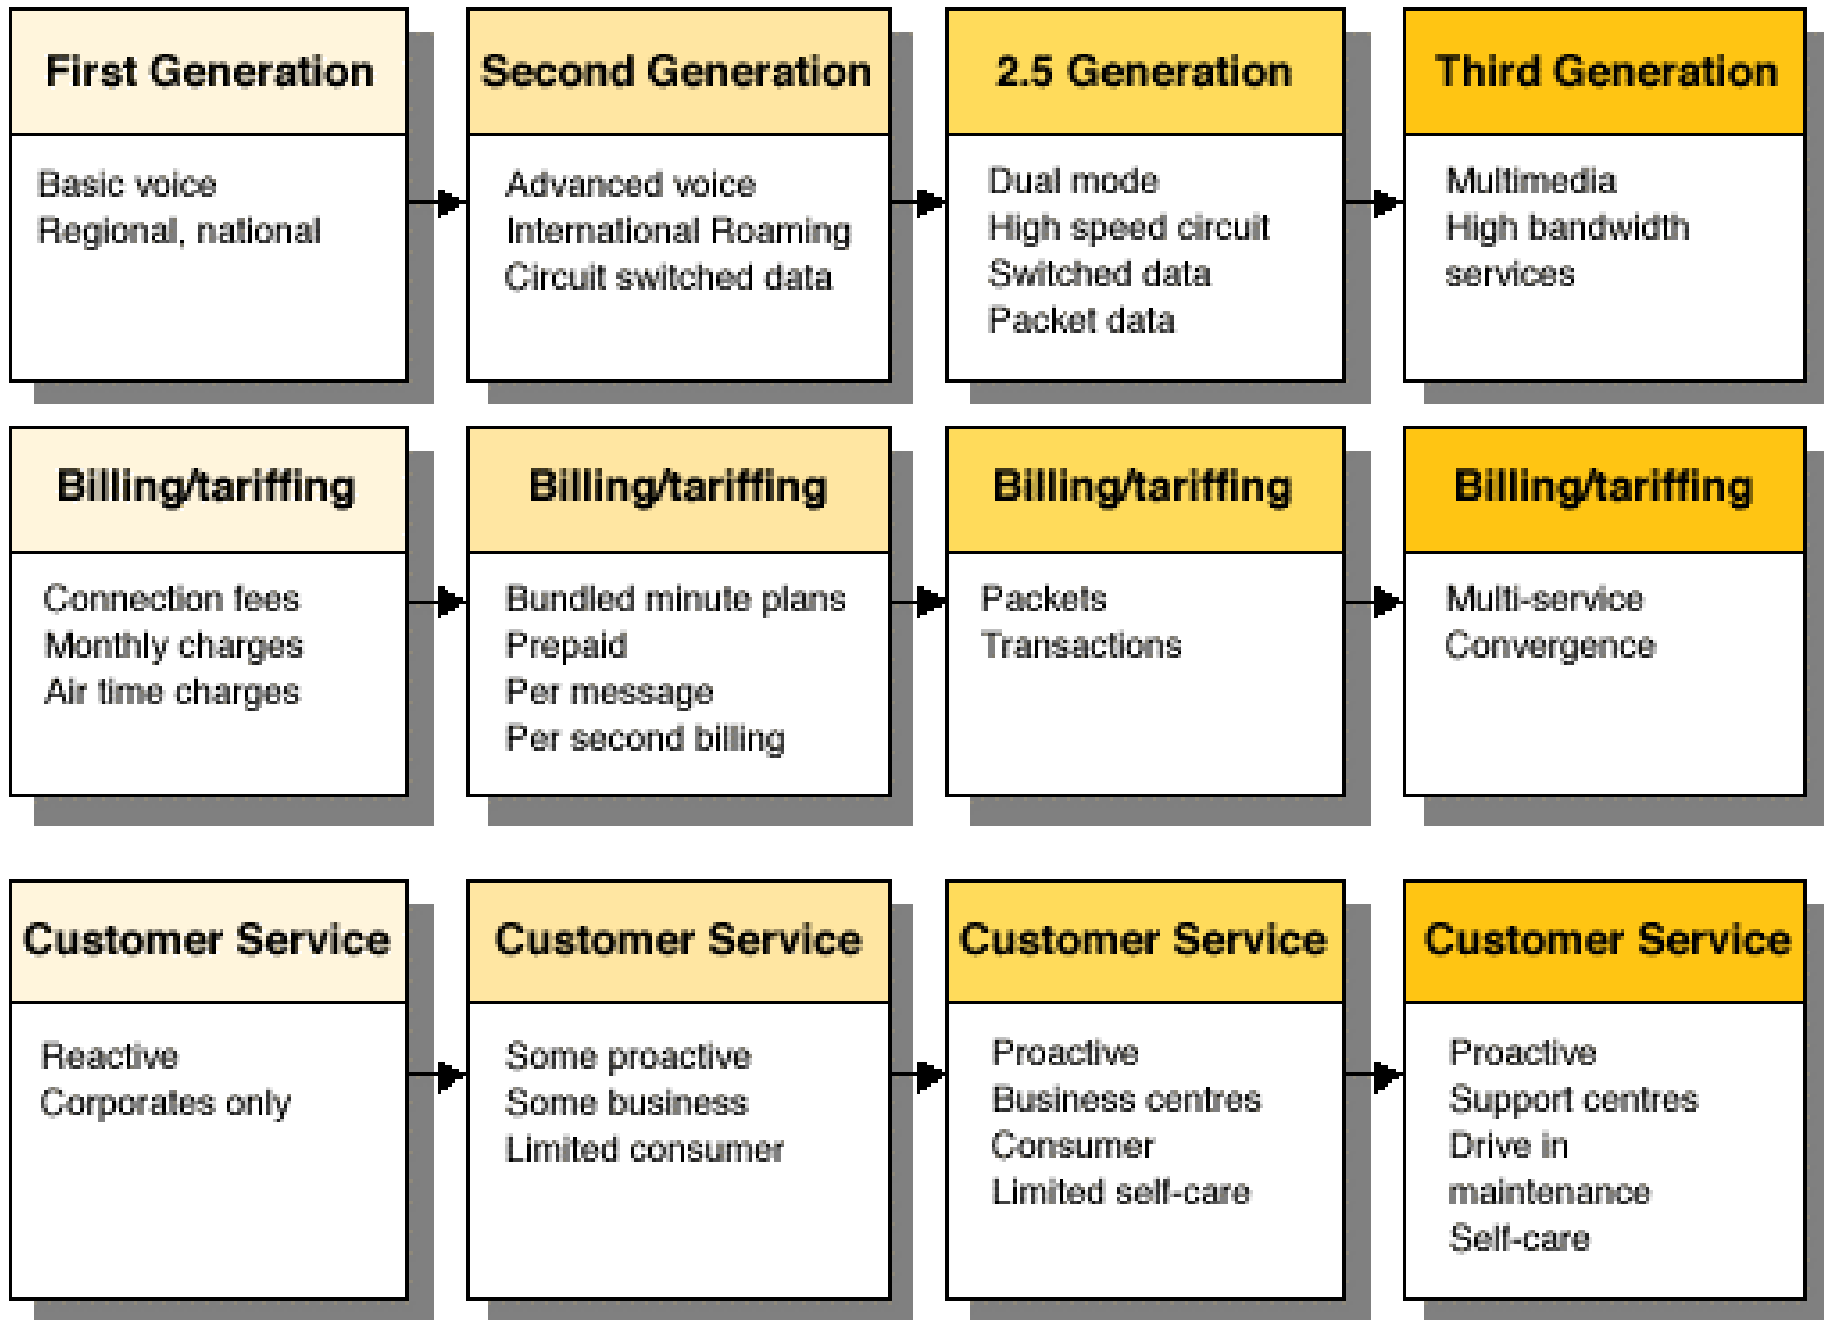 First Generation
Basic voice
Regional, national
Second Generation
Advanced voice
International Roaming
Circuit switched data
2.5 Generation
Dual mode
High speed circuit
Switched data
Packet data
Third Generation
Multimedia
High bandwidth
services
Billing/tariffing
Connection fees
Monthly charges
Air time charges
Billing/tariffing
Bundled minute plans
Prepaid
Per message
Per second billing
Billing/tariffing
Packets
Transactions
Billing/tariffing
Multi-service
Convergence
Customer Service
Reactive
Corporates only
Customer Service
Some proactive
Some business
Limited consumer
Customer Service
Proactive
Business centres
Consumer
Limited self-care
Customer Service
Proactive
Support centres
Drive in
maintenance
Self-care